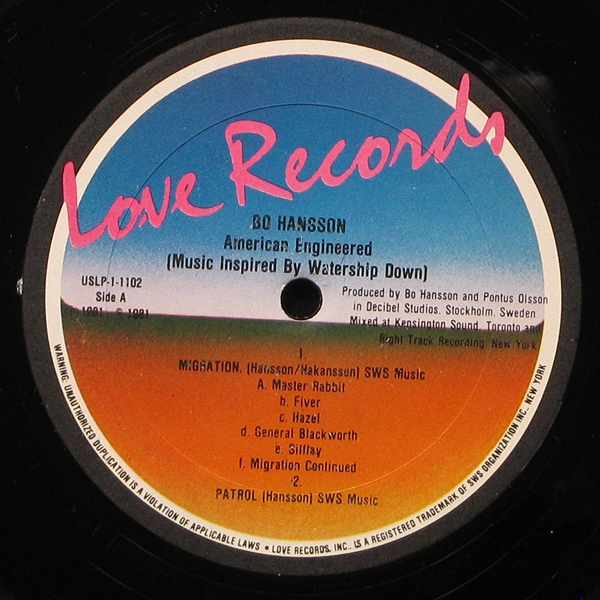 Love Records
BO HANSSON
American Engineered
(Music Inspired By Watership Down)
USLP-1-1102
Side A
1981 © 1981
Produced by Bo Hansson and Pontus Olsson
in Decibel Studios. Stockholm, Sweden
Mixed at Kensington Sound, Toronto and
Right Track Recording, New York
1.
MIGRATION. (Hansson/Hakansson) SWS Music
A. Master Rabbit
b. Fiver
c. Hazel
d. General Blackworth
e. Silflay
f. Migration Continued
2.
PATROL (Hansson) SWS Music
WARNING: UNAUTHORIZED DUPLICATION IS A VIOLATION OF APPLICABLE LAWS • LOVE RECORDS, INC., IS A REGISTERED TRADEMARK OF SWS ORGANIZATION INC. NEW YORK